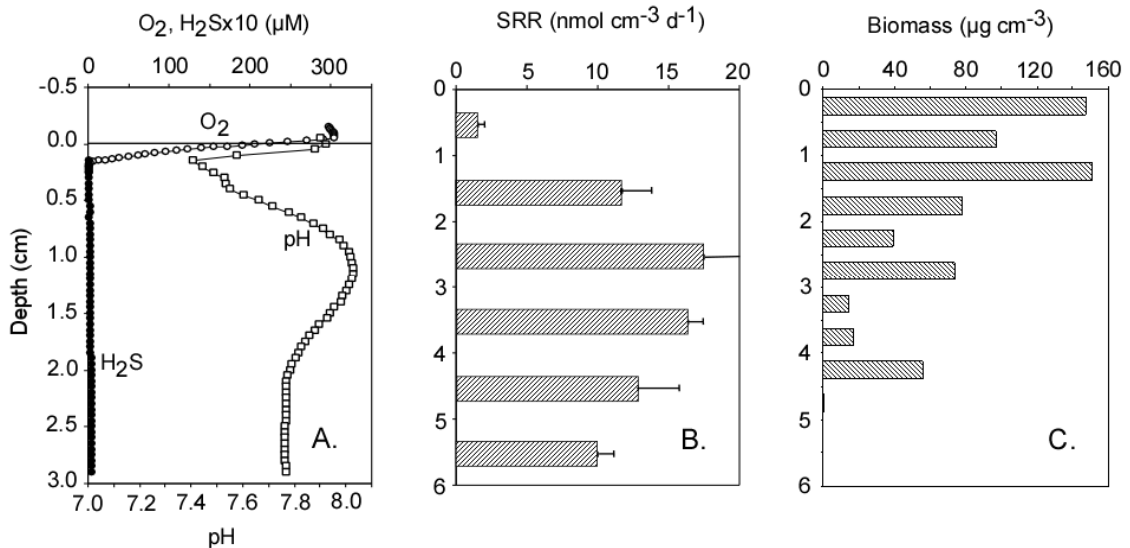 O2, H2Sx10 (µM)
0 100 200 300
-0.5
0.0
0.5
1.0
1.5
2.0
2.5
3.0
Depth (cm)
O2
pH
H2S
A.
7.0 7.2 7.4 7.6 7.8 8.0
pH
SRR (nmol cm-3 d-1)
0 5 10 15 20
0
1
2
3
4
5
6
B.
Biomass (µg cm-3)
0 40 80 120 160
0
1
2
3
4
5
6
C.